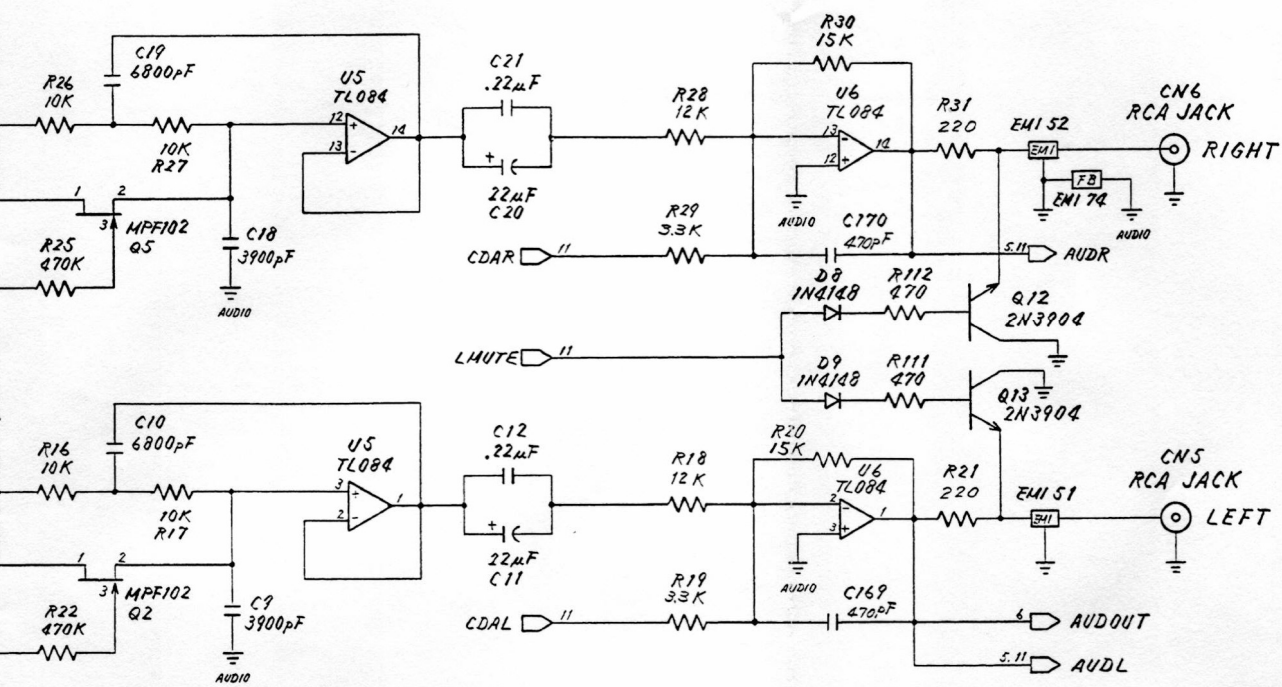 C19
6800pF
R26
10K
10K
R27
U5
TL084
12
+
13
-
14
C21
.22µF
+
22µF
C20
R28
12K
R30
15K
U6
TL084
13
-
12
+
14
AUDIO
R31
220
EMI 52
EMI
FB
EMI 74
AUDIO
CN6
RCA JACK
RIGHT
1
2
3
MPF102
Q5
R25
470K
C18
3900pF
AUDIO
CDAR
11
R29
3.3K
C170
470pF
5.11
AUDR
D8
1N4148
R112
470
Q12
2N3904
LMUTE
11
D9
1N4148
R111
470
Q13
2N3904
C10
6800pF
R16
10K
10K
R17
U5
TL084
3
+
2
-
1
C12
.22µF
+
22µF
C11
R18
12K
R20
15K
U6
TL084
2
-
3
+
1
AUDIO
R21
220
EMI 51
EMI
CN5
RCA JACK
LEFT
1
2
3
MPF102
Q2
R22
470K
C9
3900pF
AUDIO
CDAL
11
R19
3.3K
C169
470pF
6
AUDOUT
5.11
AUDL